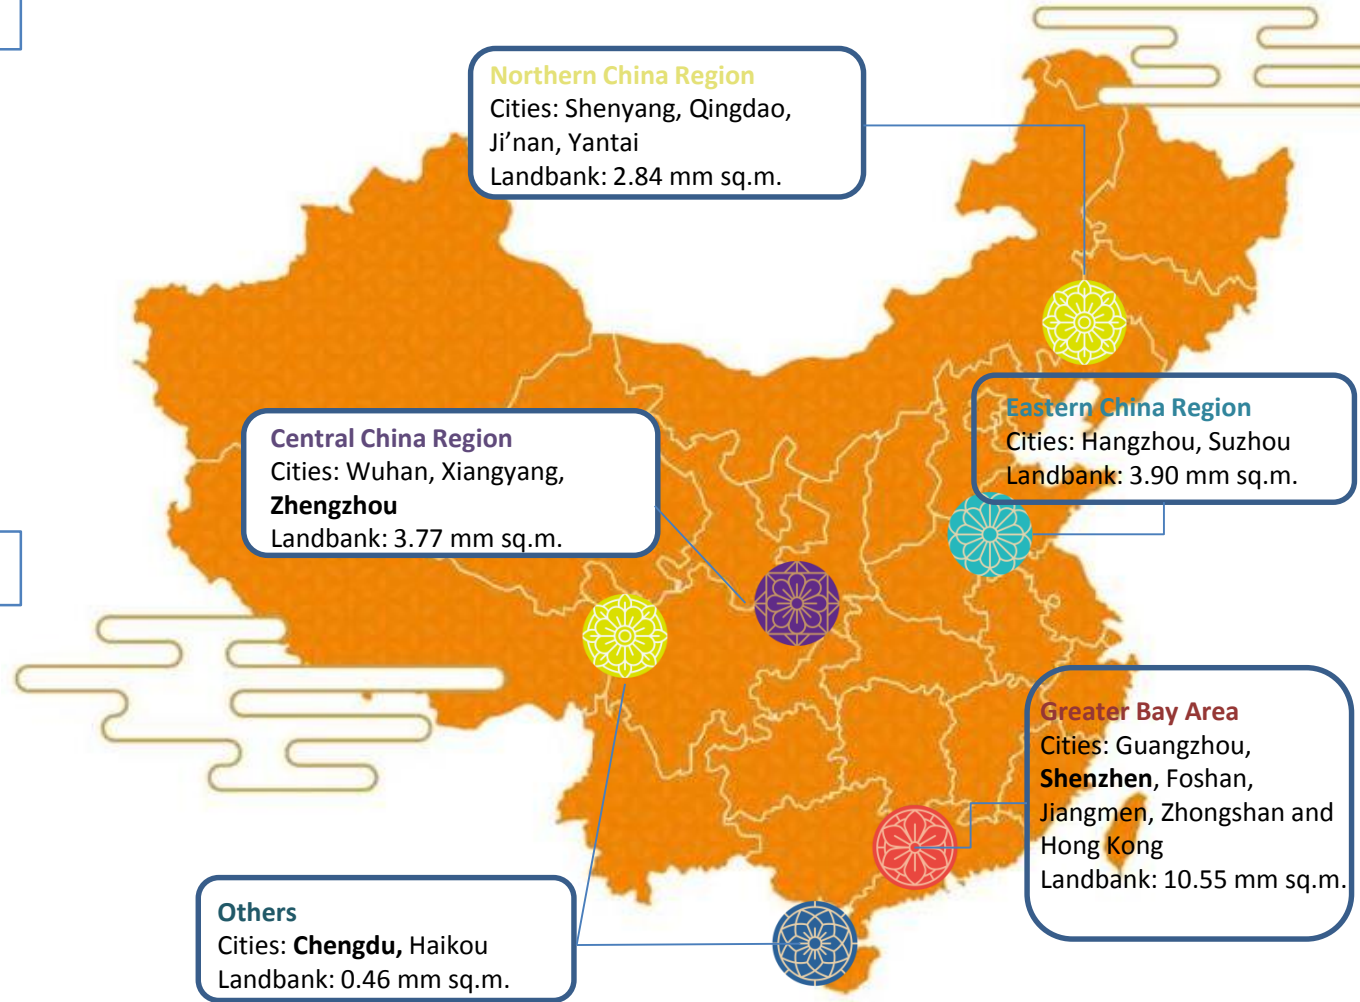 Northern China Region
Cities: Shenyang, Qingdao,
Ji’nan, Yantai
Landbank: 2.84 mm sq.m.
Eastern China Region
Cities: Hangzhou, Suzhou
Landbank: 3.90 mm sq.m.
Central China Region
Cities: Wuhan, Xiangyang,
Zhengzhou
Landbank: 3.77 mm sq.m.
Greater Bay Area
Cities: Guangzhou,
Shenzhen, Foshan,
Jiangmen, Zhongshan and
Hong Kong
Landbank: 10.55 mm sq.m.
Others
Cities: Chengdu, Haikou
Landbank: 0.46 mm sq.m.